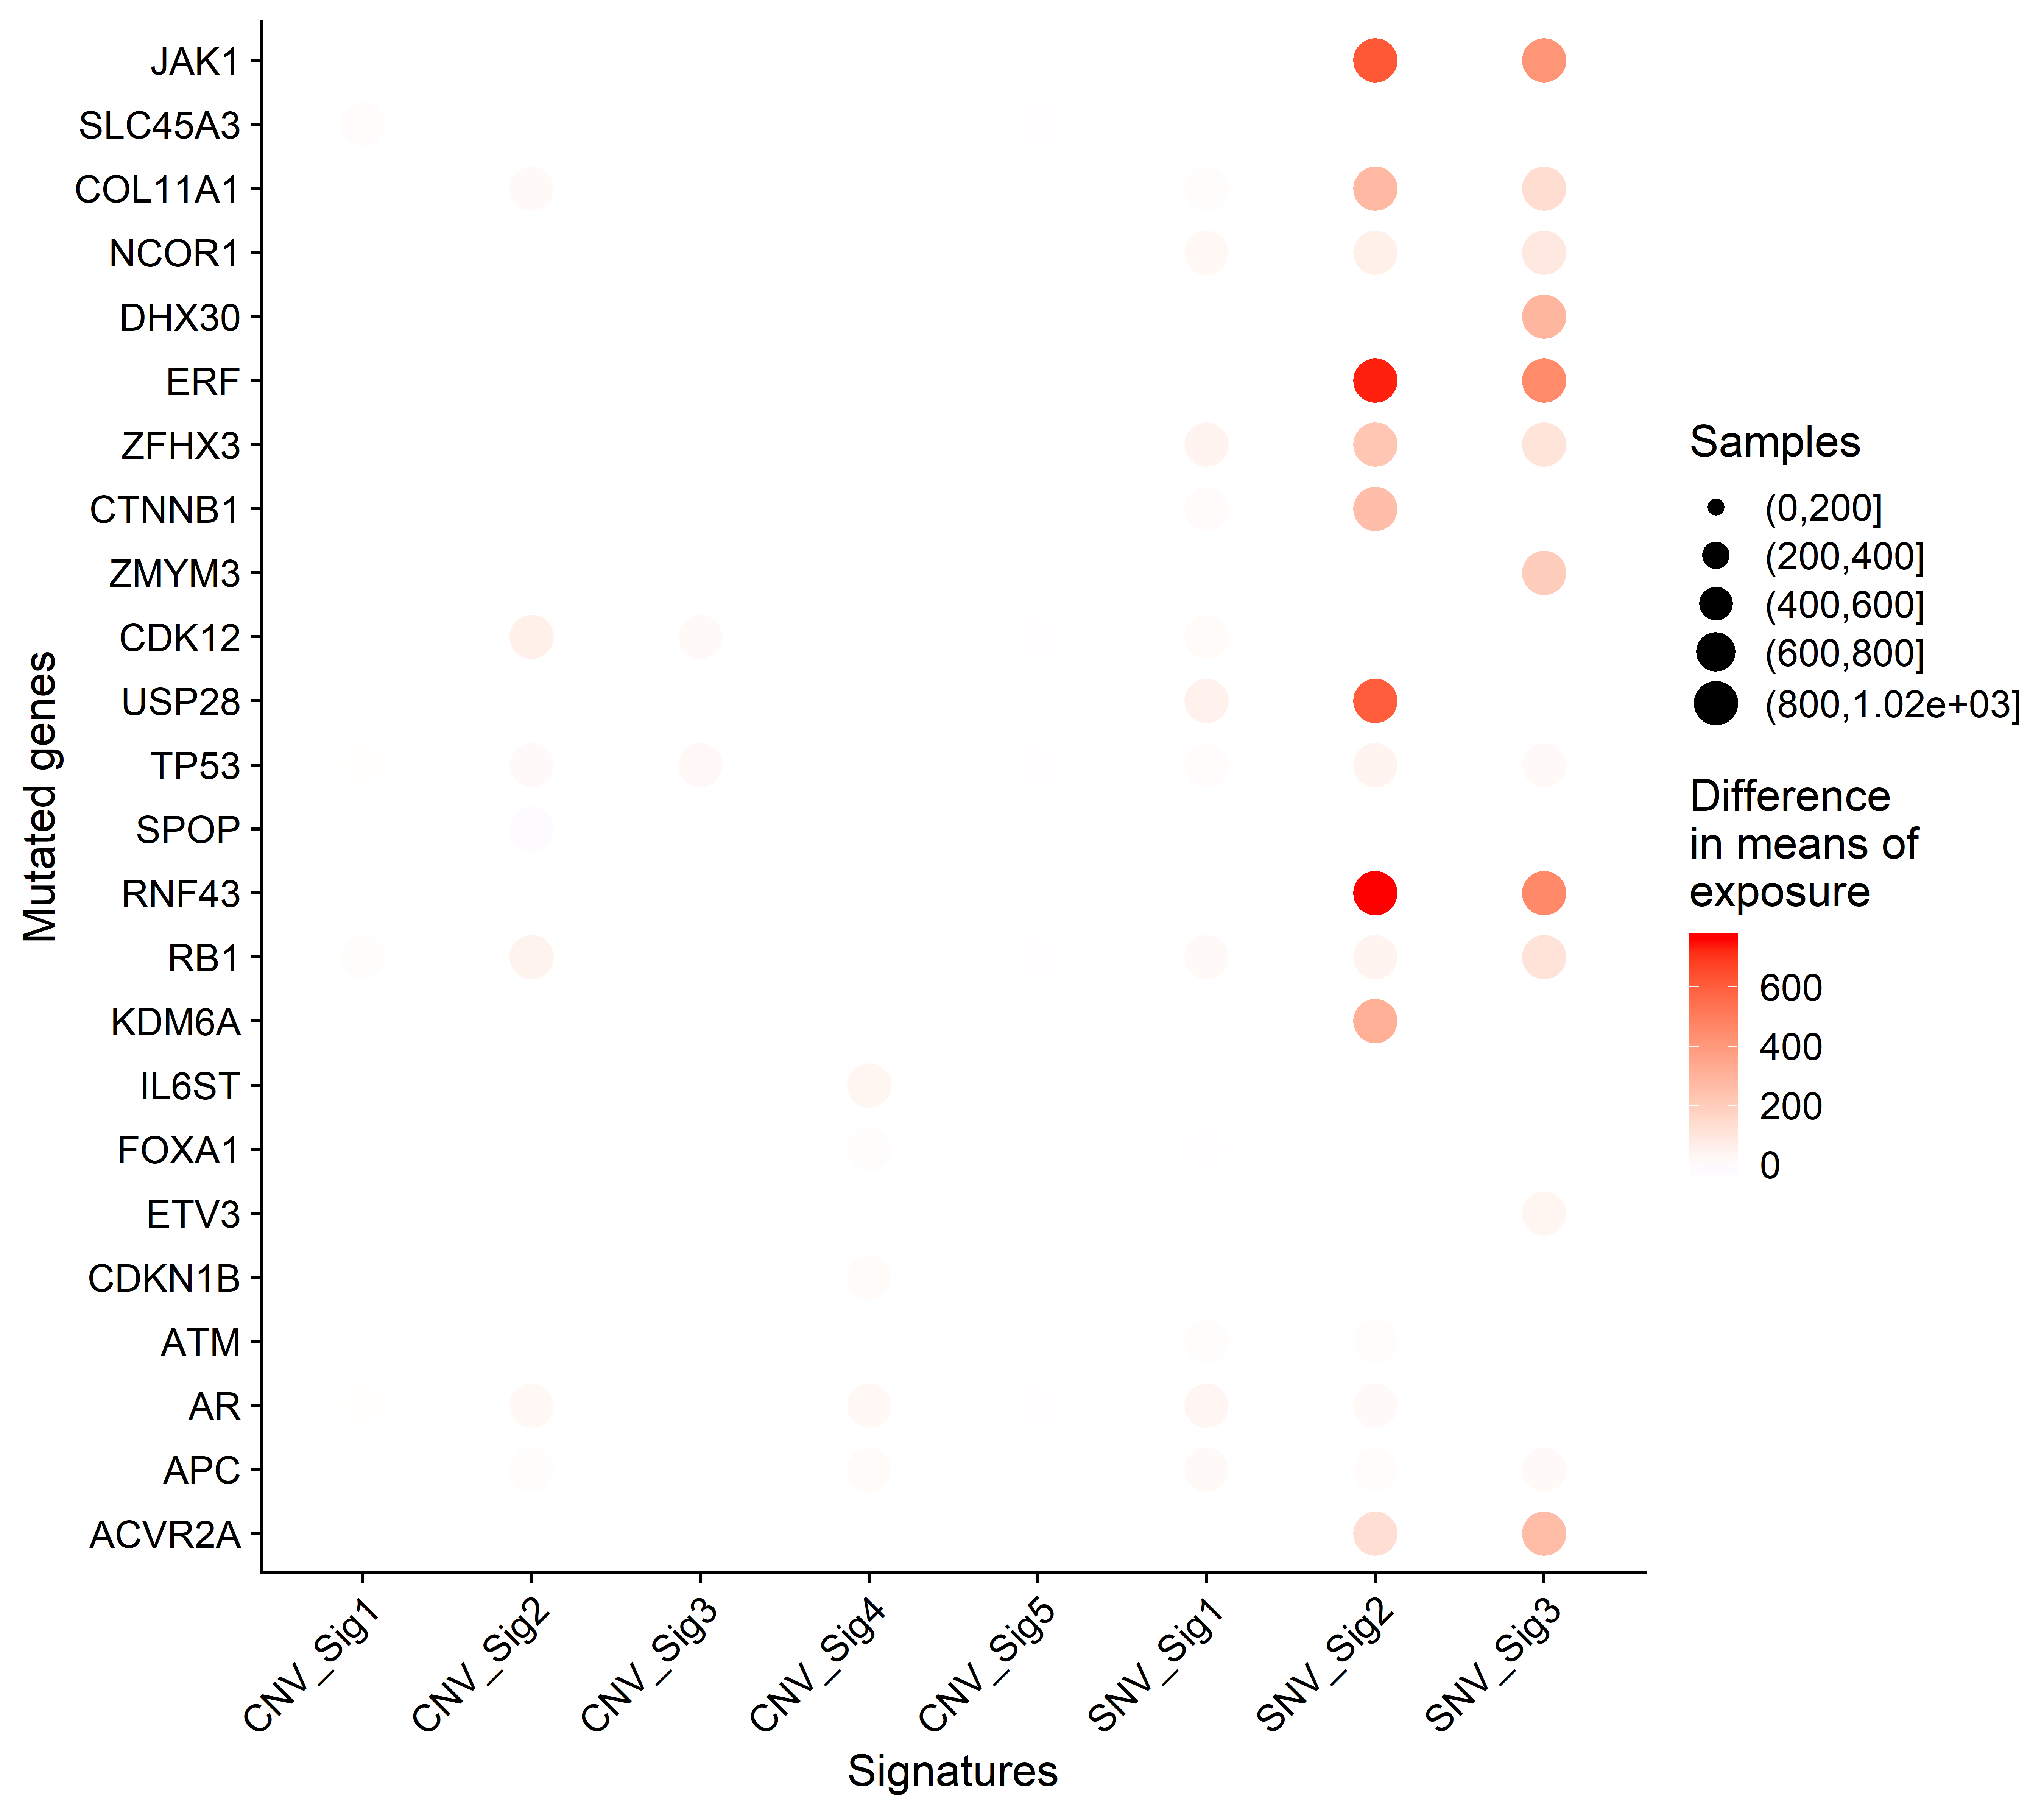 Mutated genes
JAK1
SLC45A3
COL11A1
NCOR1
DHX30
ERF
ZFHX3
CTNNB1
ZMYM3
CDK12
USP28
TP53
SPOP
RNF43
RB1
KDM6A
IL6ST
FOXA1
ETV3
CDKN1B
ATM
AR
APC
ACVR2A
CNV_Sig1
CNV_Sig2
CNV_Sig3
CNV_Sig4
CNV_Sig5
SNV_Sig1
SNV_Sig2
SNV_Sig3
Signatures
Samples
(0,200]
(200,400]
(400,600]
(600,800]
(800,1.02e+03]
Difference
in means of
exposure
600
400
200
0